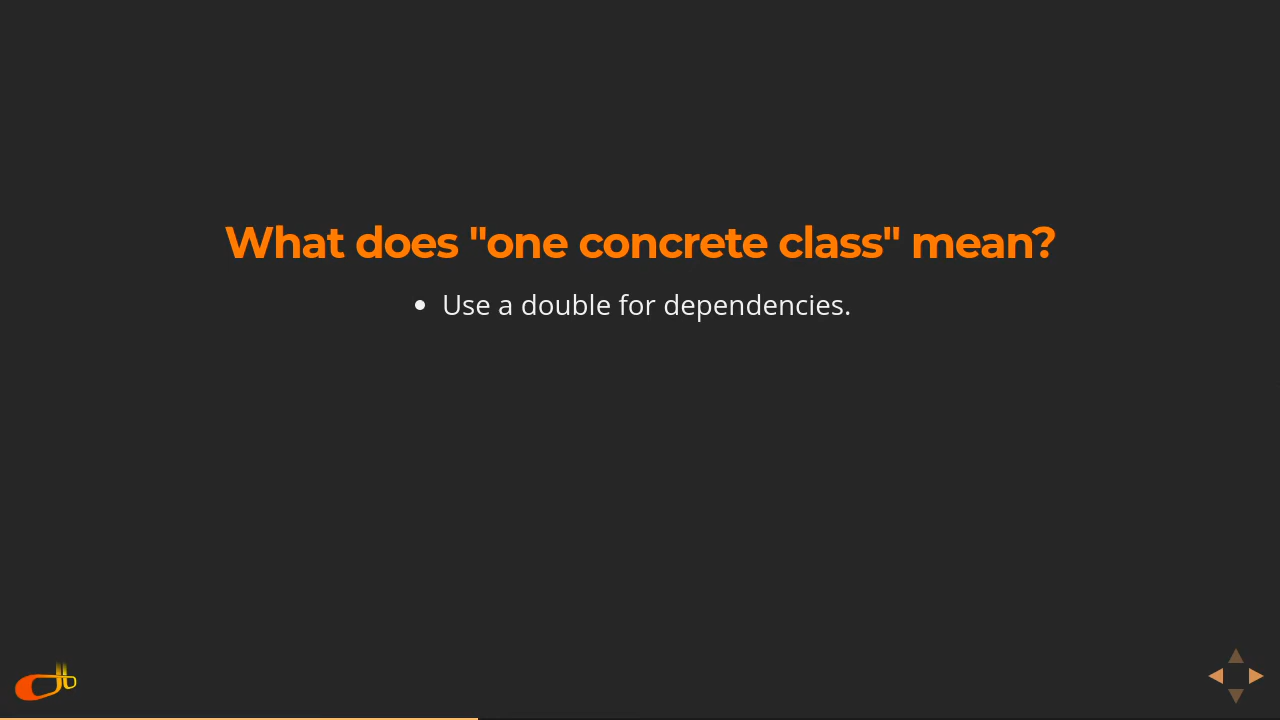 What does "one concrete class" mean?
• Use a double for dependencies.